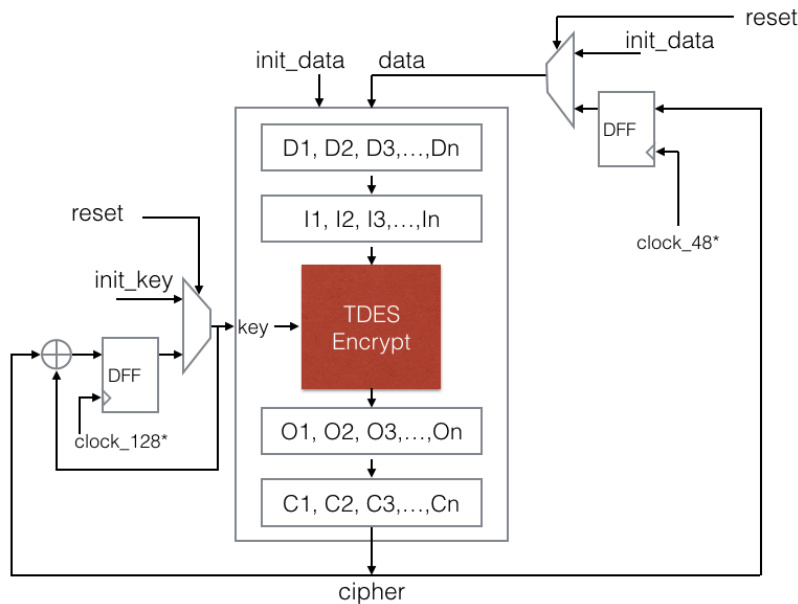 reset
init_data
init_data
data
DFF
D1, D2, D3,...,Dn
I1, I2, I3,...,In
clock_48*
reset
init_key
TDES
Encrypt
key
DFF
clock_128*
O1, O2, O3,...,On
C1, C2, C3,...,Cn
cipher